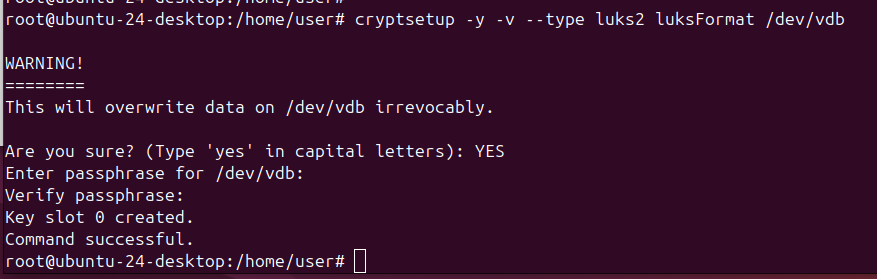 root@ubuntu-24-desktop:/home/user# cryptsetup -y -v --type luks2 luksFormat /dev/vdb
WARNING!
========
This will overwrite data on /dev/vdb irrevocably.
Are you sure? (Type 'yes' in capital letters): YES
Enter passphrase for /dev/vdb:
Verify passphrase:
Key slot 0 created.
Command successful.
root@ubuntu-24-desktop:/home/user#